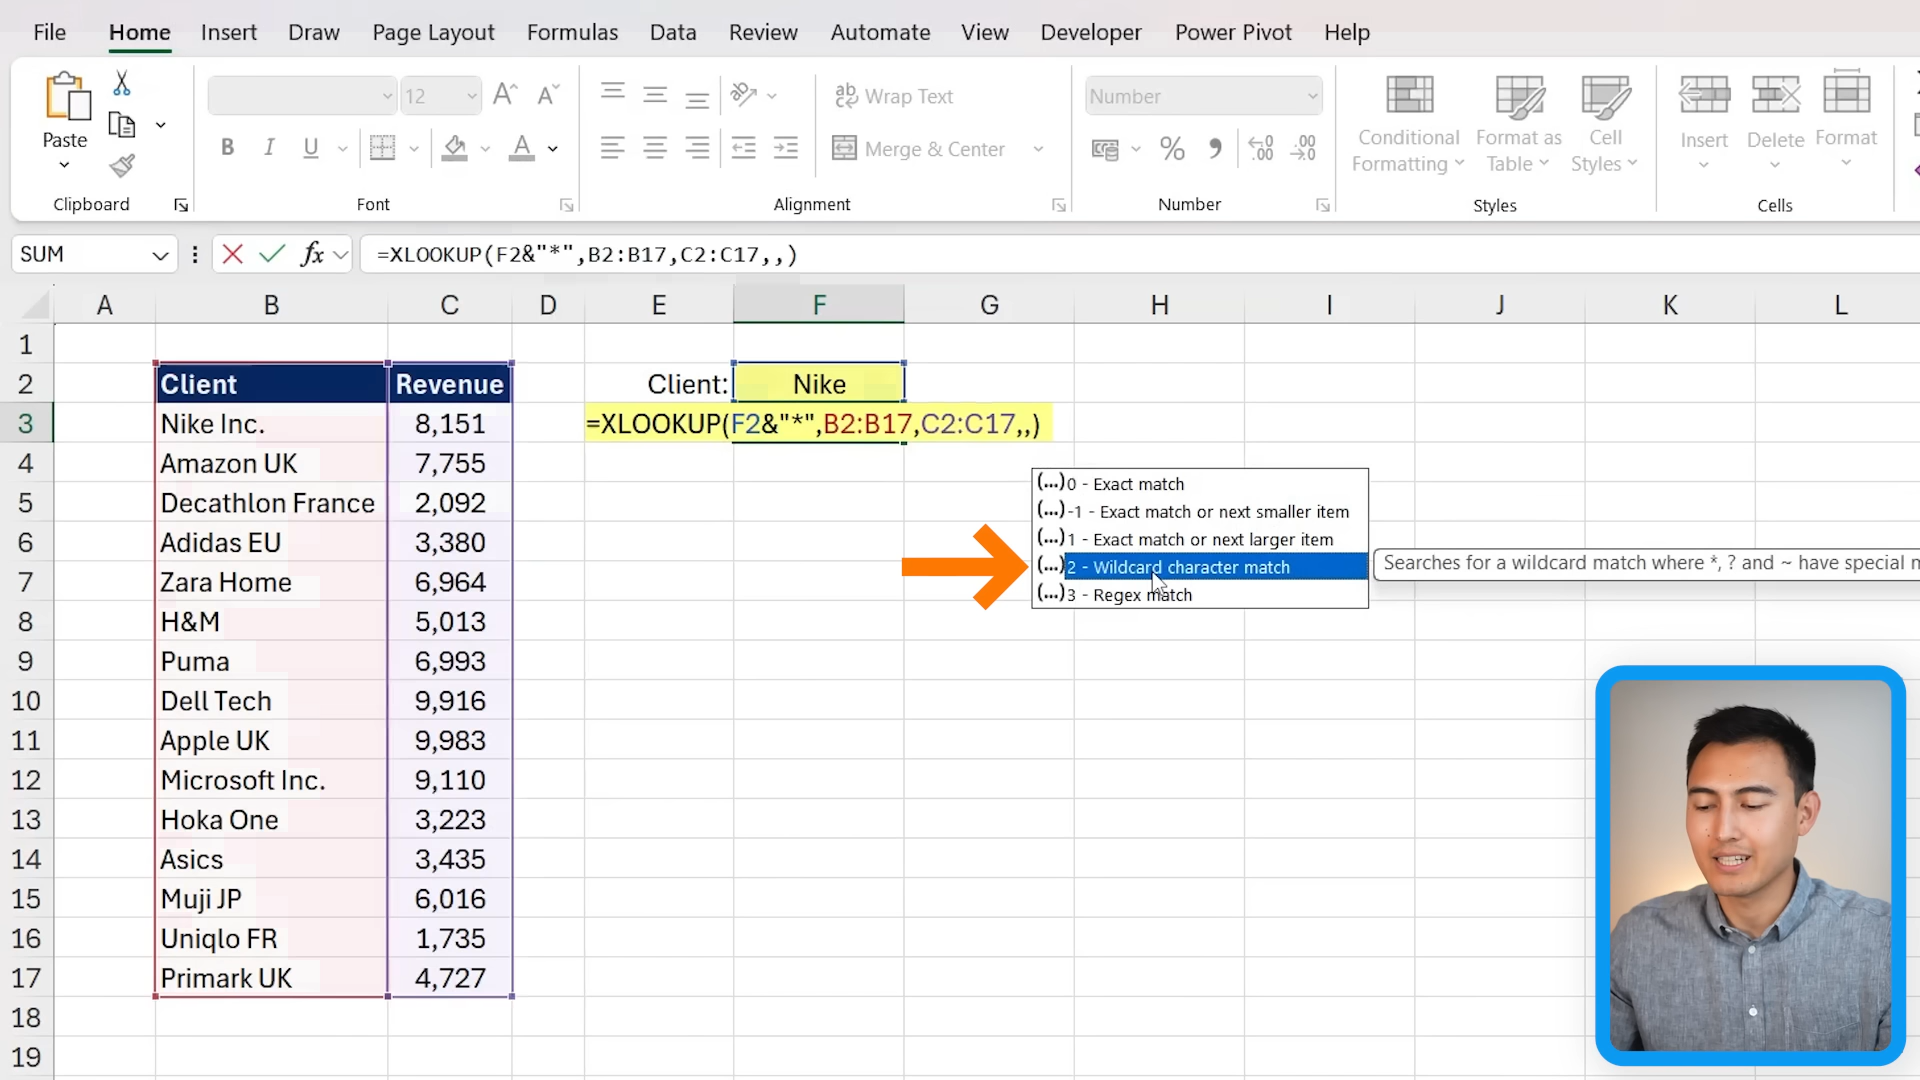 File Home Insert Draw Page Layout Formulas Data Review Automate View Developer Power Pivot Help
Paste
12
A A
ab Wrap Text
Number
B I U A
Merge & Center
% 9 .00 .00
Conditional Formatting
Format as Table
Cell Styles
Insert Delete Format
Clipboard Font Alignment Number Styles Cells
SUM fx =XLOOKUP(F2&"*",B2:B17,C2:C17,,)
A B C D E F G H I J K L
1
2 Client Revenue Client: Nike
3 Nike Inc. 8,151 =XLOOKUP(F2&"*",B2:B17,C2:C17,,)
4 Amazon UK 7,755
5 Decathlon France 2,092
6 Adidas EU 3,380
7 Zara Home 6,964
8 H&M 5,013
9 Puma 6,993
10 Dell Tech 9,916
11 Apple UK 9,983
12 Microsoft Inc. 9,110
13 Hoka One 3,223
14 Asics 3,435
15 Muji JP 6,016
16 Uniqlo FR 1,735
17 Primark UK 4,727
18
19
(...) 0 - Exact match
(...) -1 - Exact match or next smaller item
(...) 1 - Exact match or next larger item
(...) 2 - Wildcard character match
(...) 3 - Regex match
Searches for a wildcard match where *, ? and ~ have special